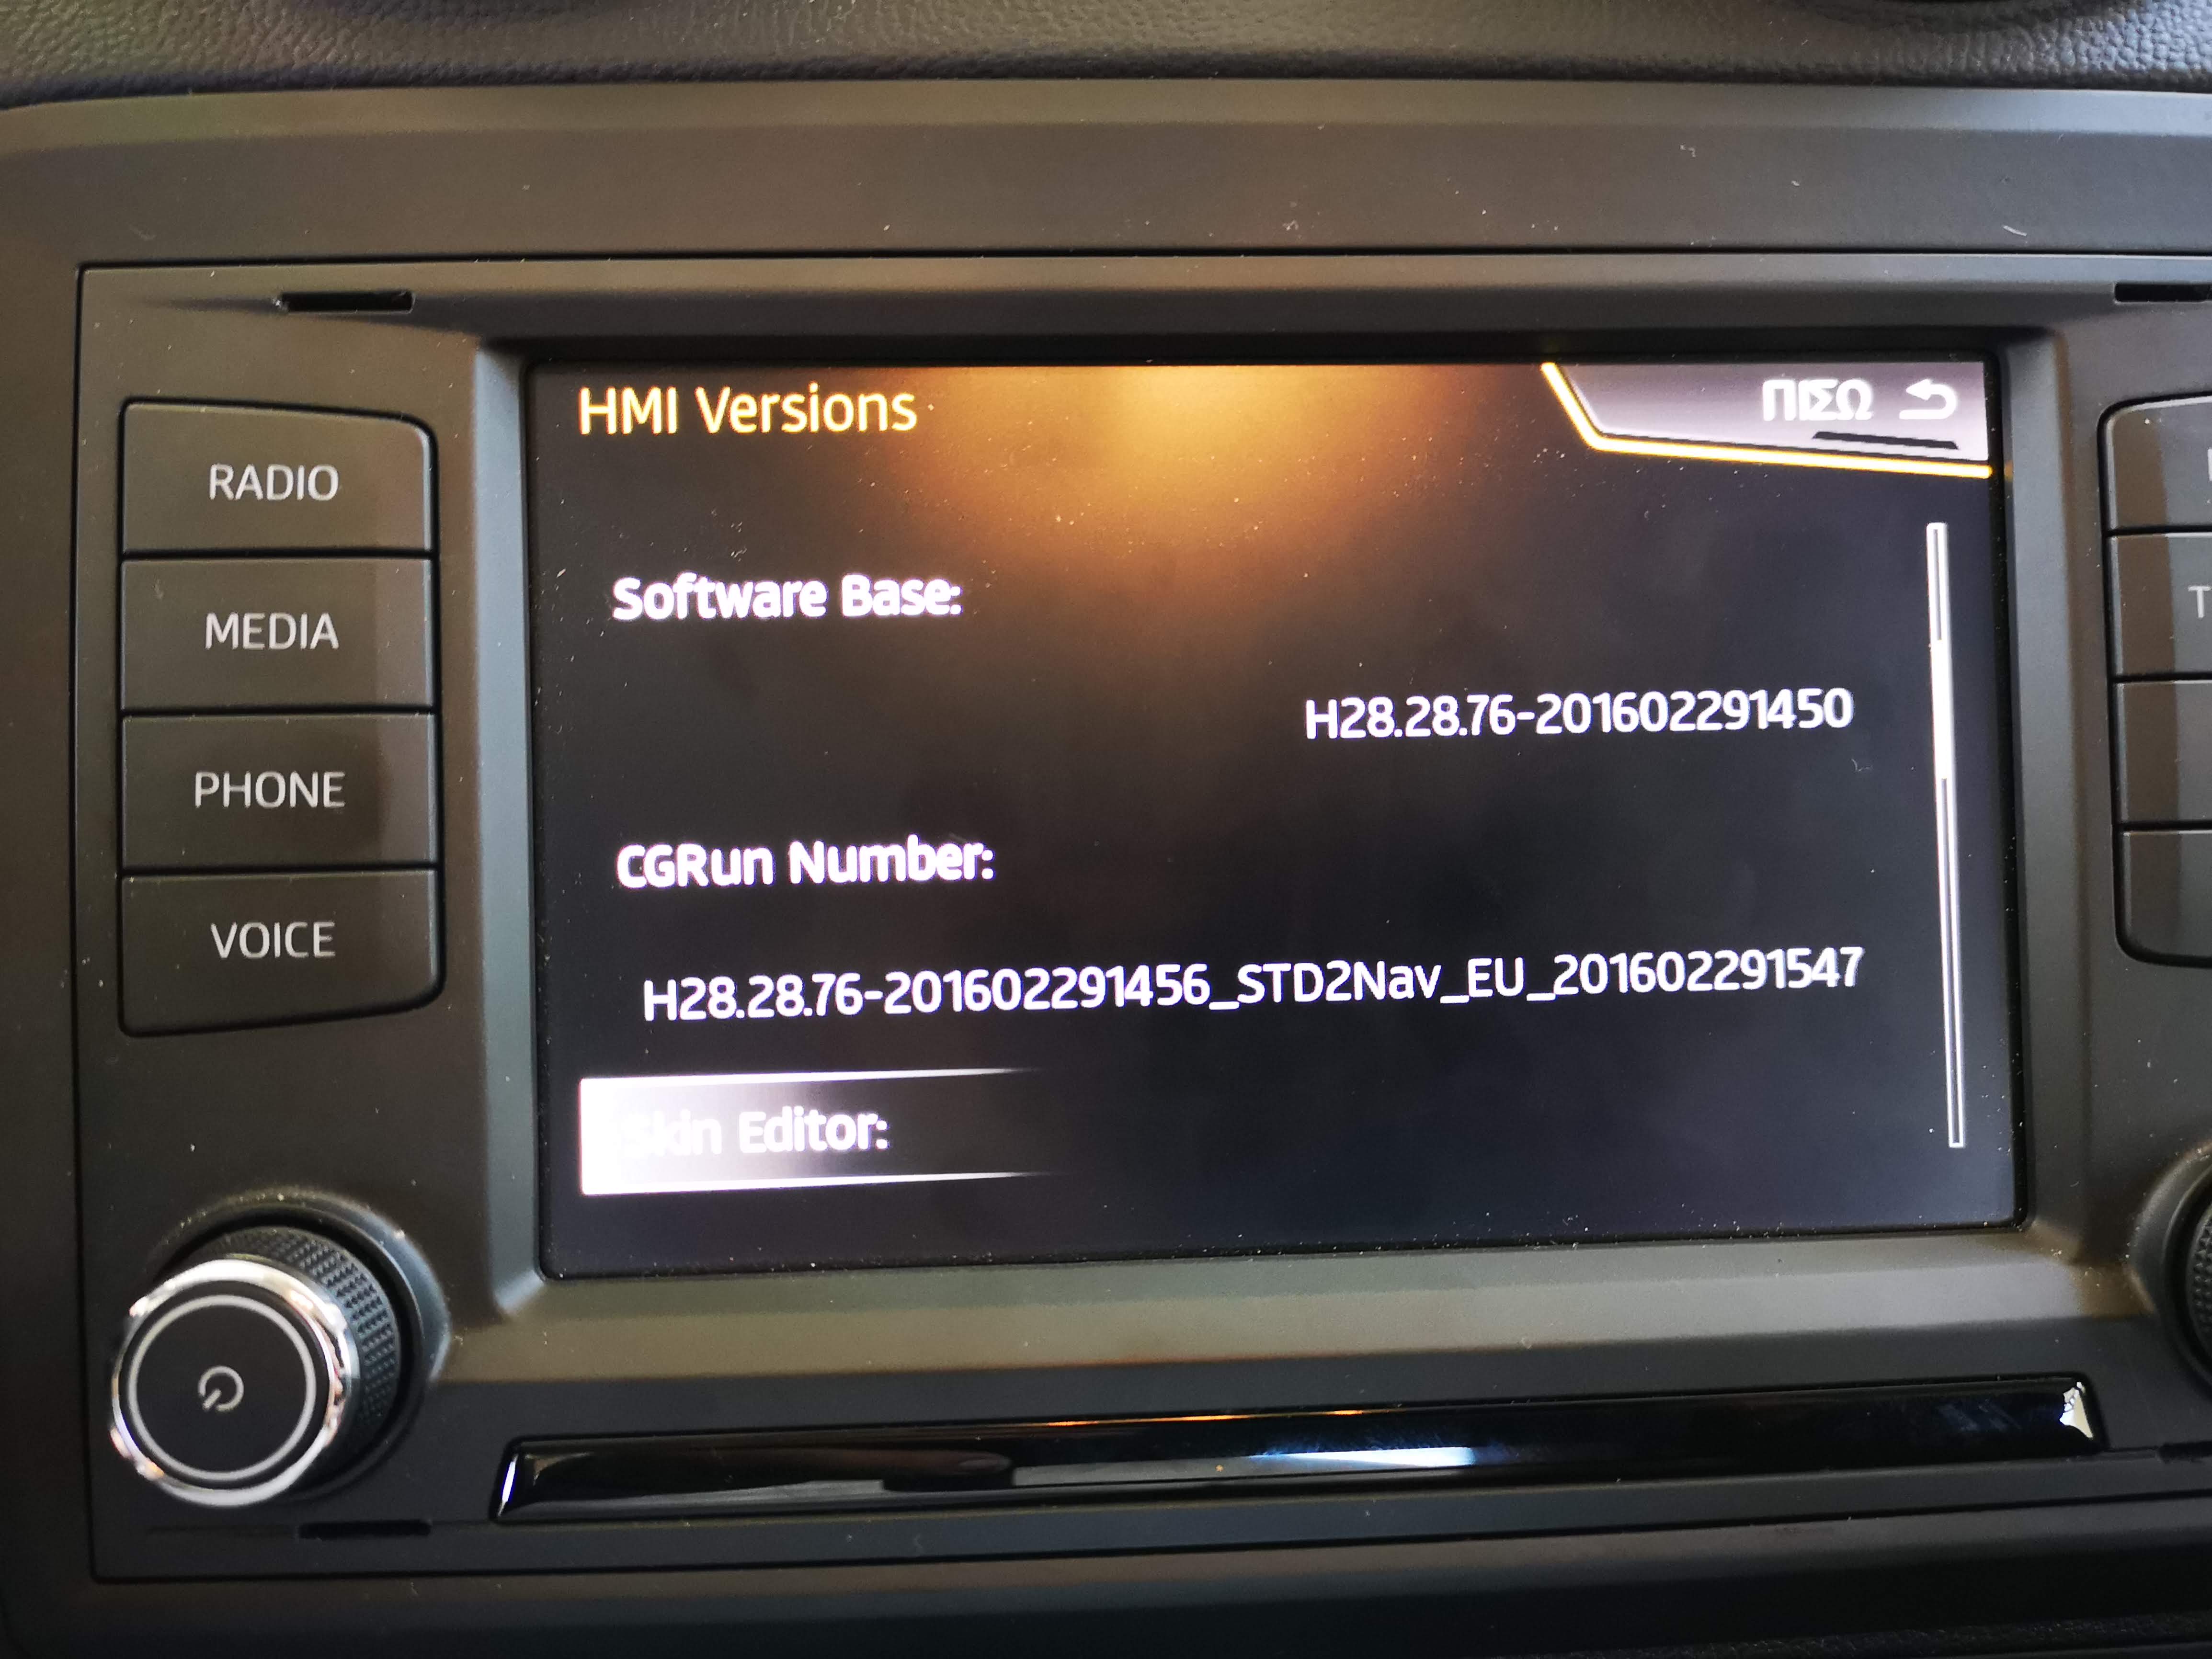 HMI Versions
ΠΙΣΩ
RADIO
MEDIA
PHONE
VOICE
Software Base:
H28.28.76-201602291450
CGRun Number:
H28.28.76-201602291456_STD2Nav_EU_201602291547
Skin Editor: